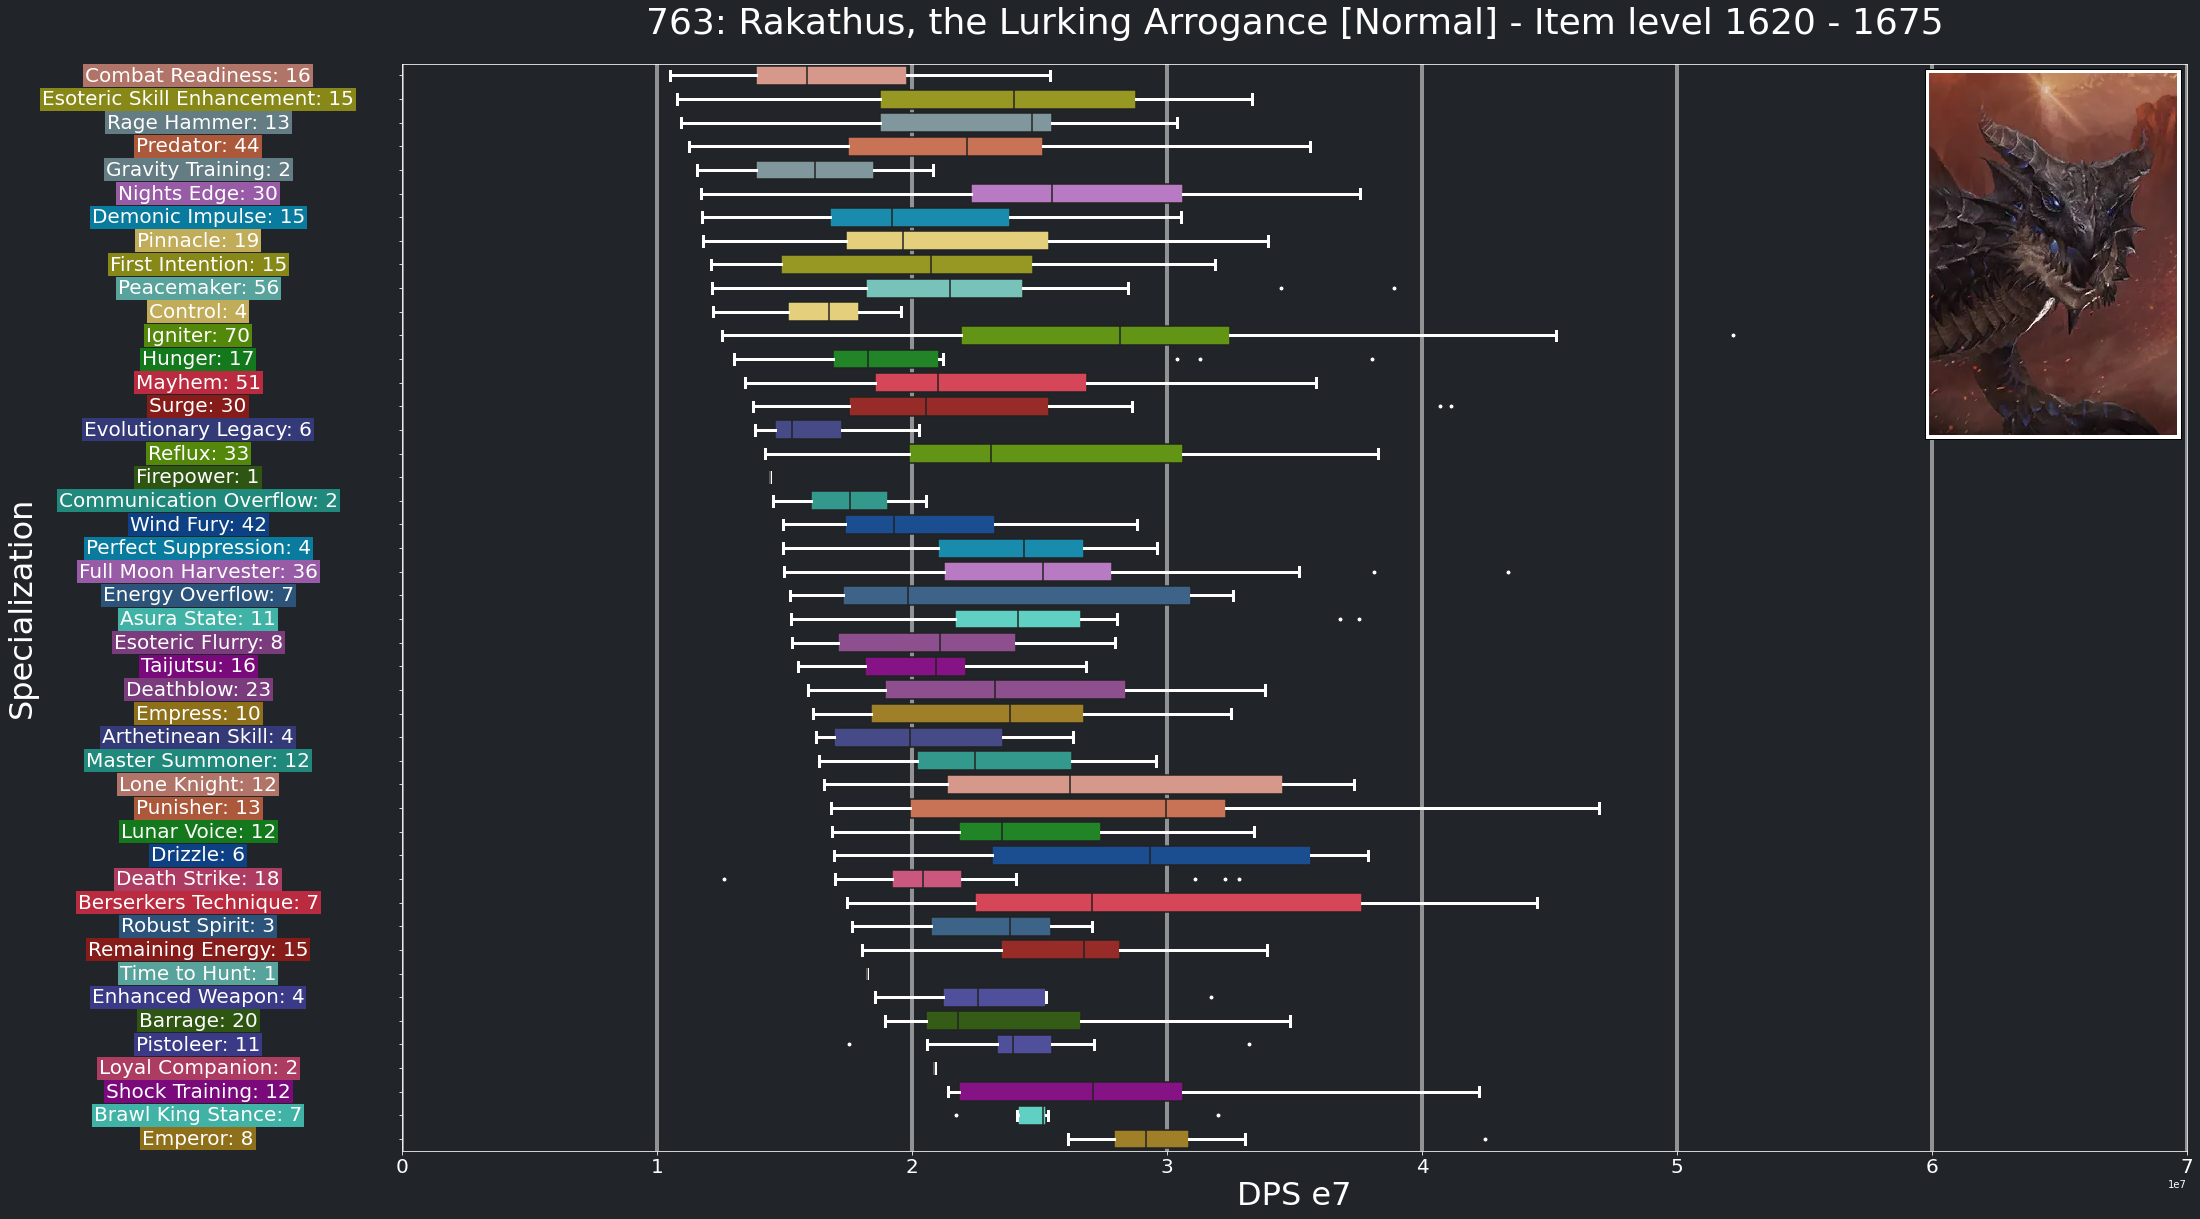 763: Rakathus, the Lurking Arrogance [Normal] - Item level 1620 - 1675
Combat Readiness: 16
Esoteric Skill Enhancement: 15
Rage Hammer: 13
Predator: 44
Gravity Training: 2
Nights Edge: 30
Demonic Impulse: 15
Pinnacle: 19
First Intention: 15
Peacemaker: 56
Control: 4
Igniter: 70
Hunger: 17
Mayhem: 51
Surge: 30
Evolutionary Legacy: 6
Reflux: 33
Firepower: 1
Communication Overflow: 2
Wind Fury: 42
Perfect Suppression: 4
Full Moon Harvester: 36
Energy Overflow: 7
Asura State: 11
Esoteric Flurry: 8
Taijutsu: 16
Deathblow: 23
Empress: 10
Arthetinean Skill: 4
Master Summoner: 12
Lone Knight: 12
Punisher: 13
Lunar Voice: 12
Drizzle: 6
Death Strike: 18
Berserkers Technique: 7
Robust Spirit: 3
Remaining Energy: 15
Time to Hunt: 1
Enhanced Weapon: 4
Barrage: 20
Pistoleer: 11
Loyal Companion: 2
Shock Training: 12
Brawl King Stance: 7
Emperor: 8
Specialization
0 1 2 3 4 5 6 7
DPS e7
1e7